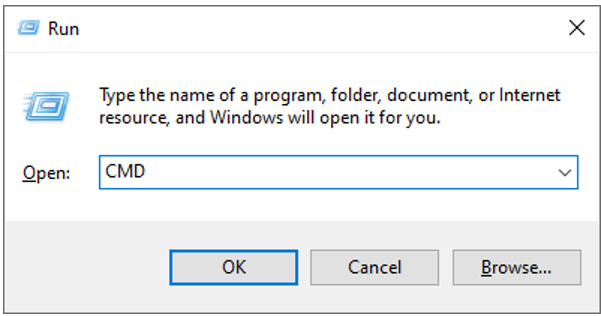 Run
Type the name of a program, folder, document, or Internet
resource, and Windows will open it for you.
Open: CMD
OK Cancel Browse...